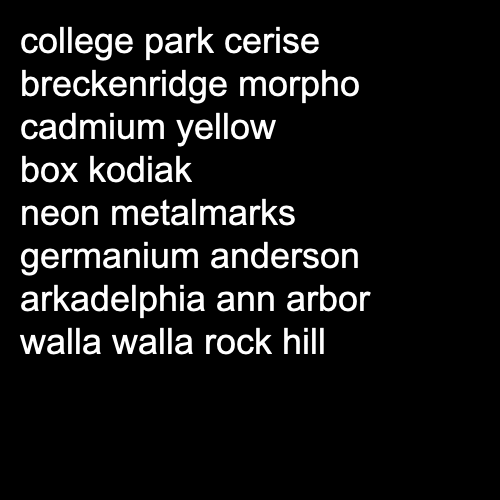 college park cerise
breckenridge morpho
cadmium yellow
box kodiak
neon metalmarks
germanium anderson
arkadelphia ann arbor
walla walla rock hill